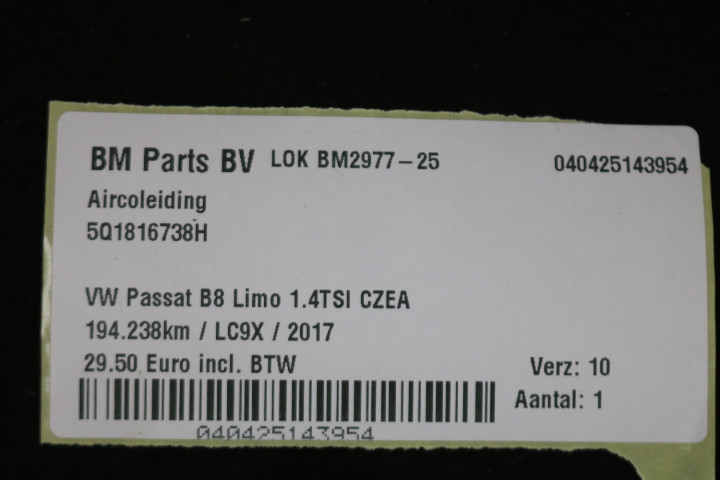 BM Parts BV LOK BM2977-25 040425143954
Aircoleiding
5Q1816738H
VW Passat B8 Limo 1.4TSI CZEA
194.238km / LC9X / 2017
29.50 Euro incl. BTW Verz: 10
Aantal: 1
040425143954